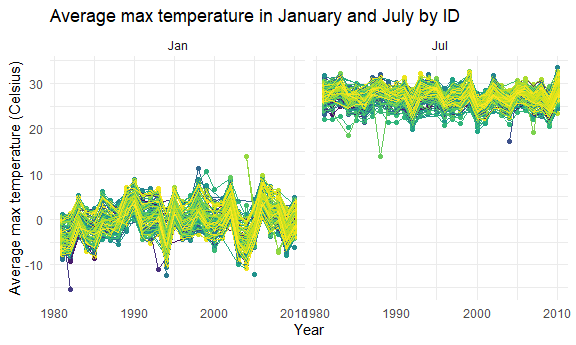 Average max temperature in January and July by ID
Jan
Jul
Average max temperature (Celsius)
30
20
10
0
-10
1980
1990
2000
2010
1980
1990
2000
2010
Year